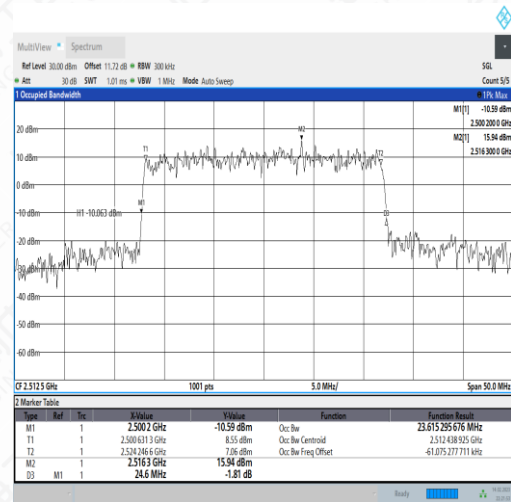 MultiView Spectrum
Ref Level 30.00 dBm Offset 11.72 dB RBW 300 kHz SGL
Att 30 dB SWT 1.01 ms VBW 1 MHz Mode Auto Sweep Count 5/5
1 Occupied Bandwidth 1Pk Max
M1[1] -10.59 dBm
2.500 200 0 GHz
M2[1] 15.94 dBm
2.516 300 0 GHz
20 dBm
M2
T1
T2
10 dBm
0 dBm
M1
-10 dBm
H1 -10.063 dBm
D3
-20 dBm
-30 dBm
-40 dBm
-50 dBm
-60 dBm
CF 2.512 5 GHz 1001 pts 5.0 MHz/ Span 50.0 MHz
2 Marker Table
Type Ref Trc X-Value Y-Value Function Function Result
M1 1 2.500 2 GHz -10.59 dBm Occ Bw 23.615 295 676 MHz
T1 1 2.500 631 3 GHz 8.55 dBm Occ Bw Centroid 2.512 438 925 GHz
T2 1 2.524 246 6 GHz 7.06 dBm Occ Bw Freq Offset -61.075 277 711 kHz
M2 1 2.516 3 GHz 15.94 dBm
D3 M1 1 24.6 MHz -1.81 dB
Ready